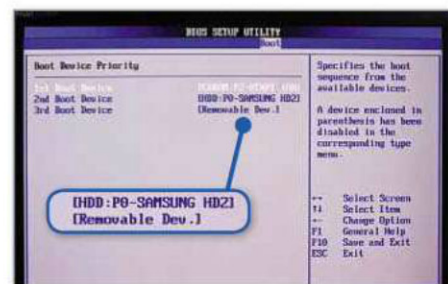 BIOS SETUP UTILITY
Boot
Boot Device Priority
1st Boot Device
2nd Boot Device [HDD:P0-SAMSUNG HD2]
3rd Boot Device [Removable Dev.]
[HDD:P0-SAMSUNG HD2]
[Removable Dev.]
Specifies the boot
sequence from the
available devices.
A device enclosed in
parenthesis has been
disabled in the
corresponding type
menu.
Select Screen
Select Item
Change Option
F1 General Help
F10 Save and Exit
ESC Exit